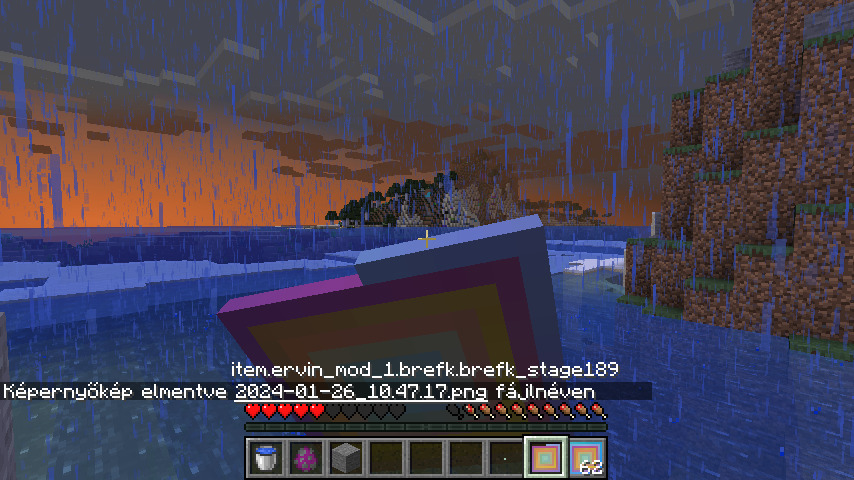 item.ervin_mod_1.brefk.brefk_stage189
Képernyőkép elmentve 2024-01-26_10.47.17.png fájlnéven
62